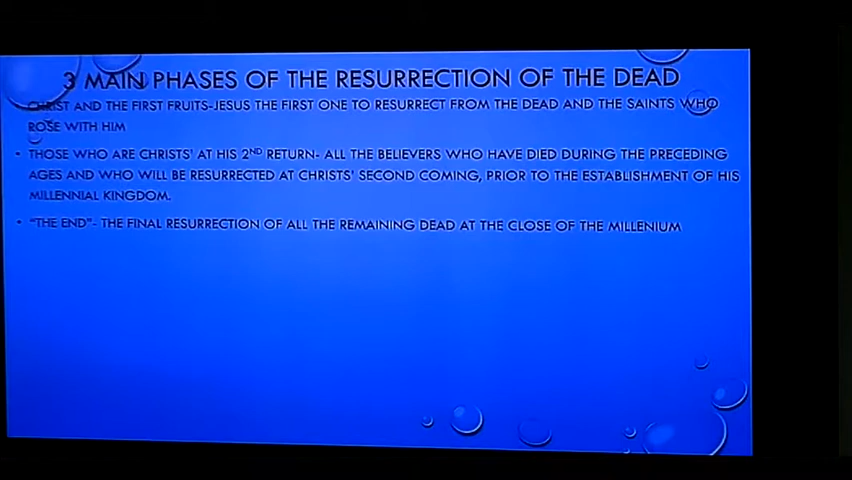 3 MAIN PHASES OF THE RESURRECTION OF THE DEAD
• CHRIST AND THE FIRST FRUITS-JESUS THE FIRST ONE TO RESURRECT FROM THE DEAD AND THE SAINTS WHO
ROSE WITH HIM
• THOSE WHO ARE CHRISTS' AT HIS 2ND RETURN- ALL THE BELIEVERS WHO HAVE DIED DURING THE PRECEDING
AGES AND WHO WILL BE RESURRECTED AT CHRISTS' SECOND COMING, PRIOR TO THE ESTABLISHMENT OF HIS
MILLENNIAL KINGDOM.
• "THE END"- THE FINAL RESURRECTION OF ALL THE REMAINING DEAD AT THE CLOSE OF THE MILLENIUM